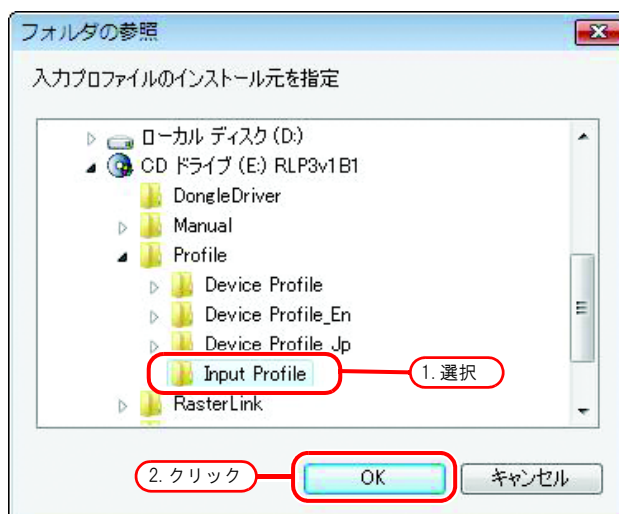 フォルダの参照
入力プロファイルのインストール元を指定
ローカル ディスク (D:)
CD ドライブ (E:) RLP3v1B1
DongleDriver
Manual
Profile
Device Profile
Device Profile_En
Device Profile_Jp
Input Profile
1. 選択
RasterLink
2. クリック
OK
キャンセル